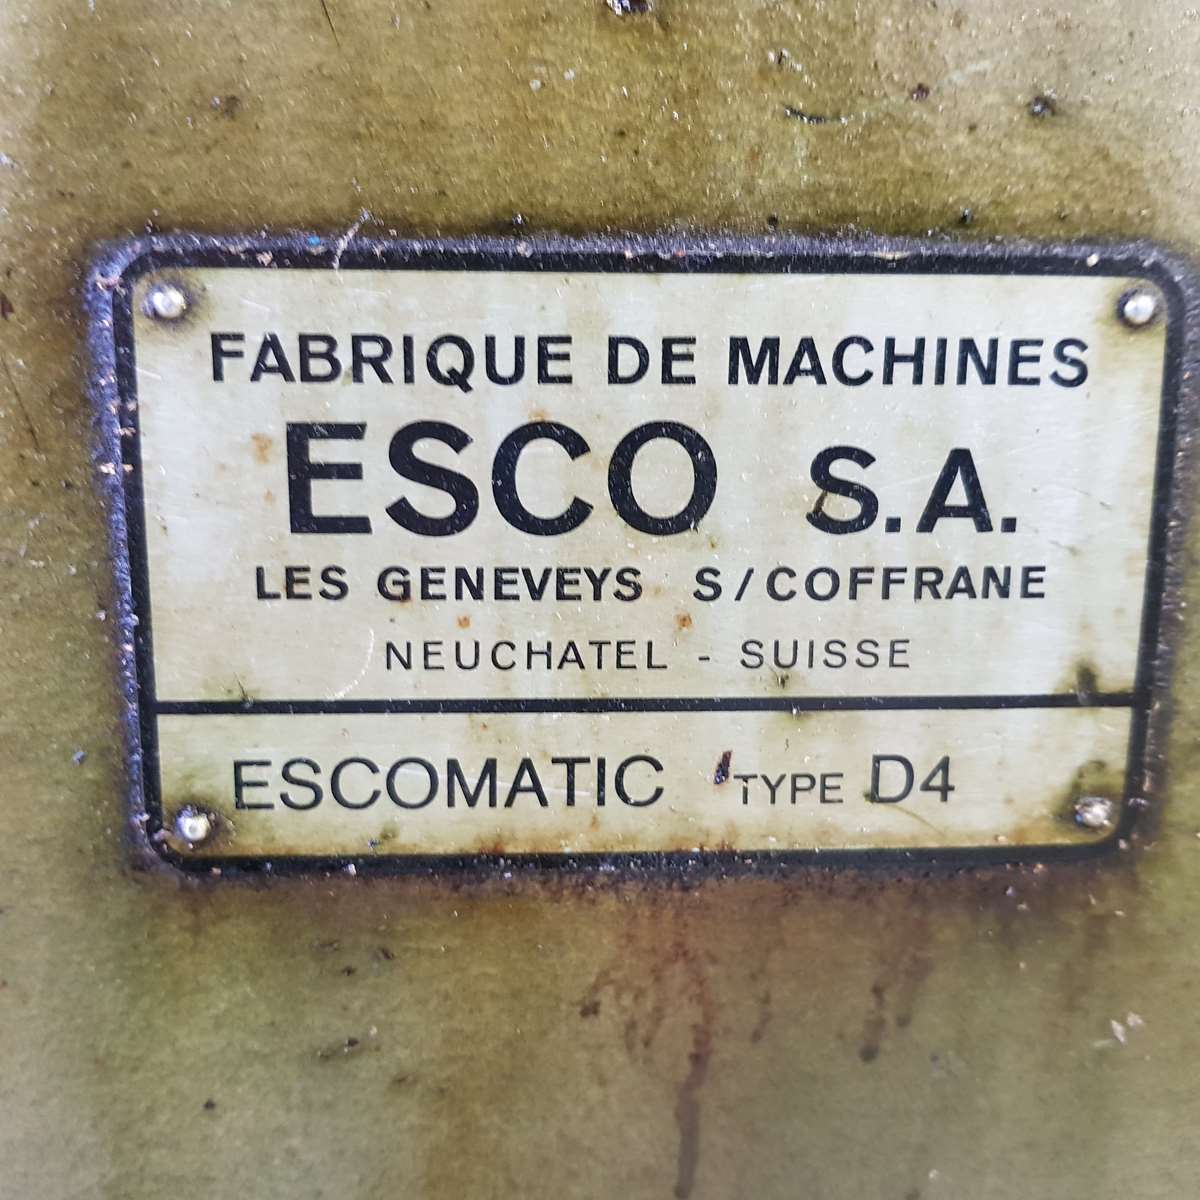 FABRIQUE DE MACHINES
ESCO S.A.
LES GENEVEYS S/COFFRANE
NEUCHATEL - SUISSE
ESCOMATIC TYPE D4